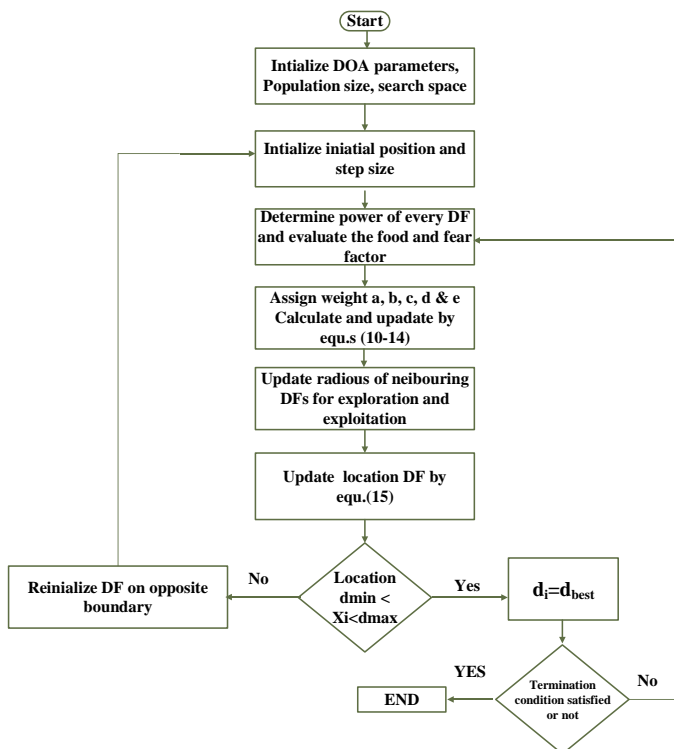 Start
Intialize DOA parameters,
Population size, search space
Intialize iniatial position and
step size
Determine power of every DF
and evaluate the food and fear
factor
Assign weight a, b, c, d & e
Calculate and upadate by
equ.s (10-14)
Update radious of neibouring
DFs for exploration and
exploitation
Update location DF by
equ.(15)
Location
dmin <
Xi<dmax
No
Yes
Reinialize DF on opposite
boundary
di=dbest
Termination
condition satisfied
or not
YES
No
END